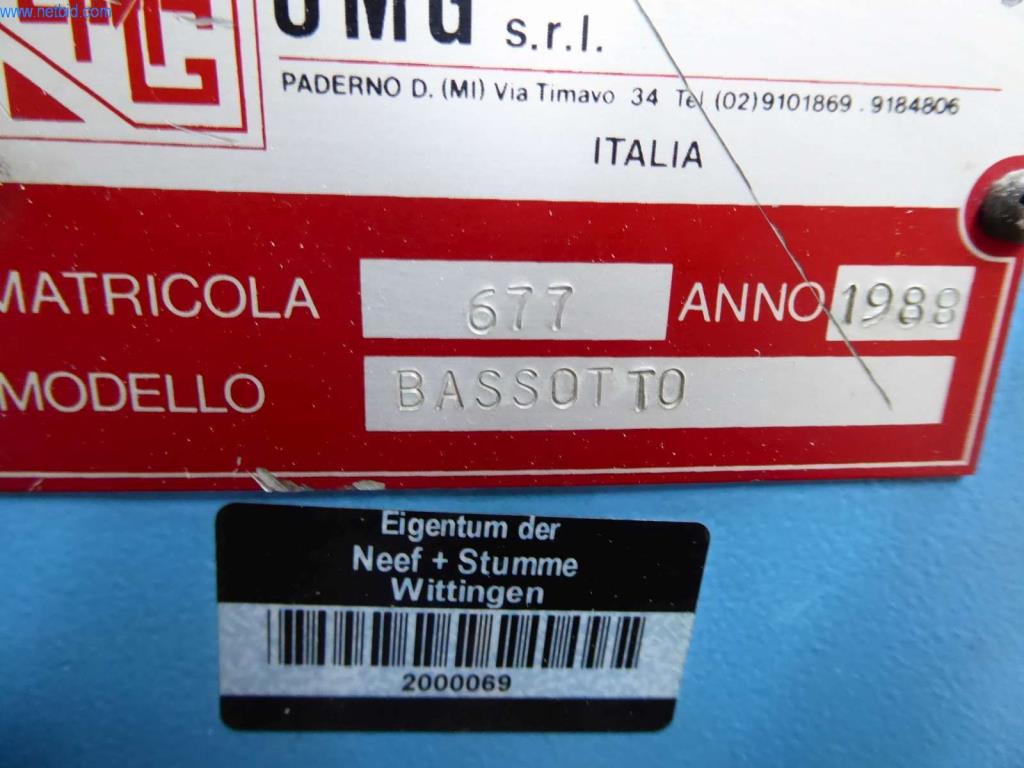 www.netbid.com
s.r.l.
PADERNO D. (MI) Via Timavo 34 Tel (02)9101869 . 9184806
ITALIA
MATRICOLA 677 ANNO 1988
MODELLO BASSOTTO
Eigentum der
Neef + Stumme
Wittingen
2000069